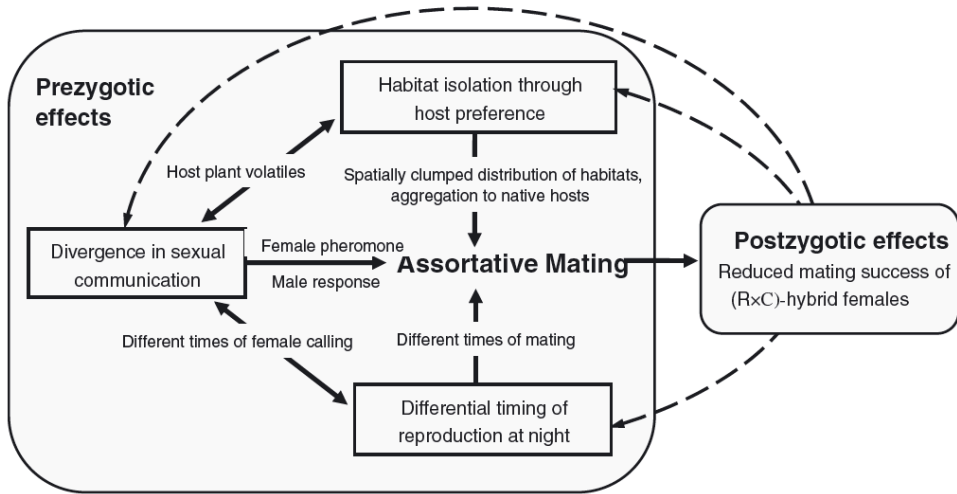 Prezygotic
effects
Habitat isolation through
host preference
Host plant volatiles
Spatially clumped distribution of habitats,
aggregation to native hosts
Divergence in sexual
communication
Female pheromone
Male response
Assortative Mating
Postzygotic effects
Reduced mating success of
(R×C)-hybrid females
Different times of female calling
Different times of mating
Differential timing of
reproduction at night